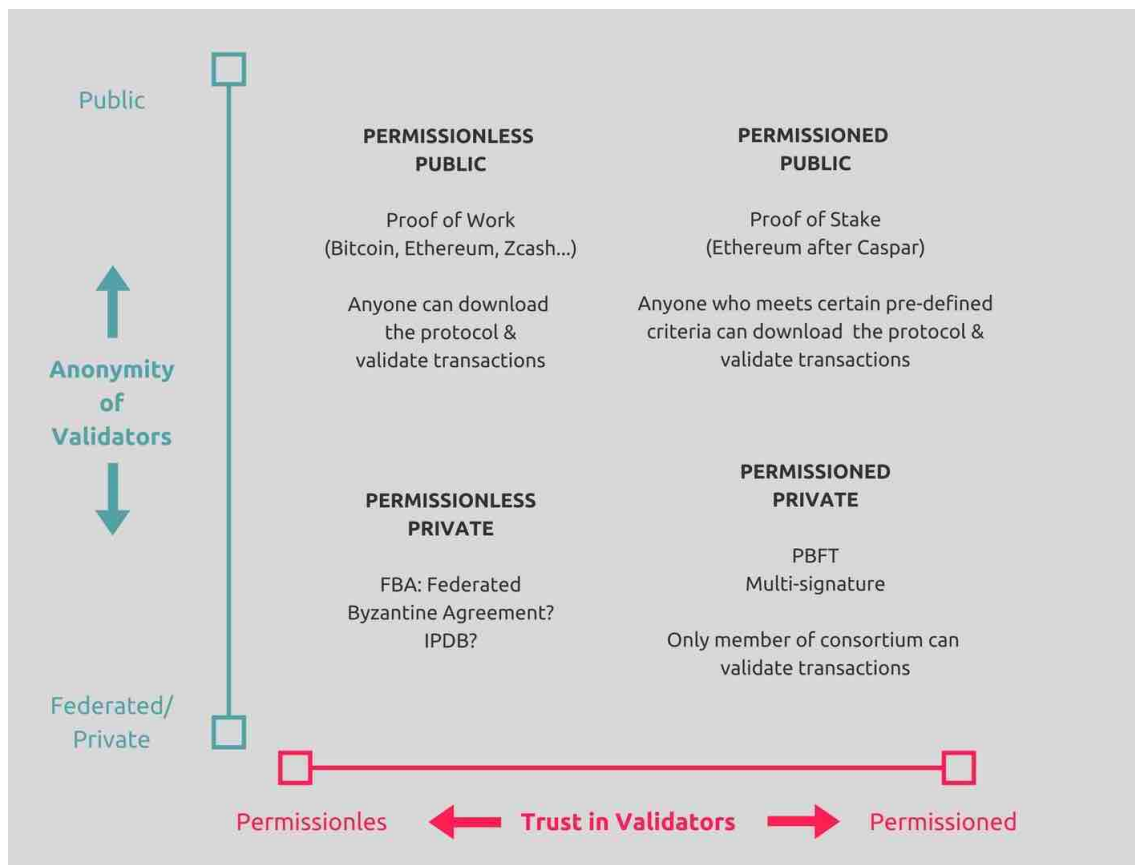 Public
Anonymity
of
Validators
Federated/
Private
PERMISSIONLESS
PUBLIC
Proof of Work
(Bitcoin, Ethereum, Zcash...)
Anyone can download
the protocol &
validate transactions
PERMISSIONED
PUBLIC
Proof of Stake
(Ethereum after Caspar)
Anyone who meets certain pre-defined
criteria can download the protocol &
validate transactions
PERMISSIONLESS
PRIVATE
FBA: Federated
Byzantine Agreement?
IPDB?
PERMISSIONED
PRIVATE
PBFT
Multi-signature
Only member of consortium can
validate transactions
Permissionles
Trust in Validators
Permissioned